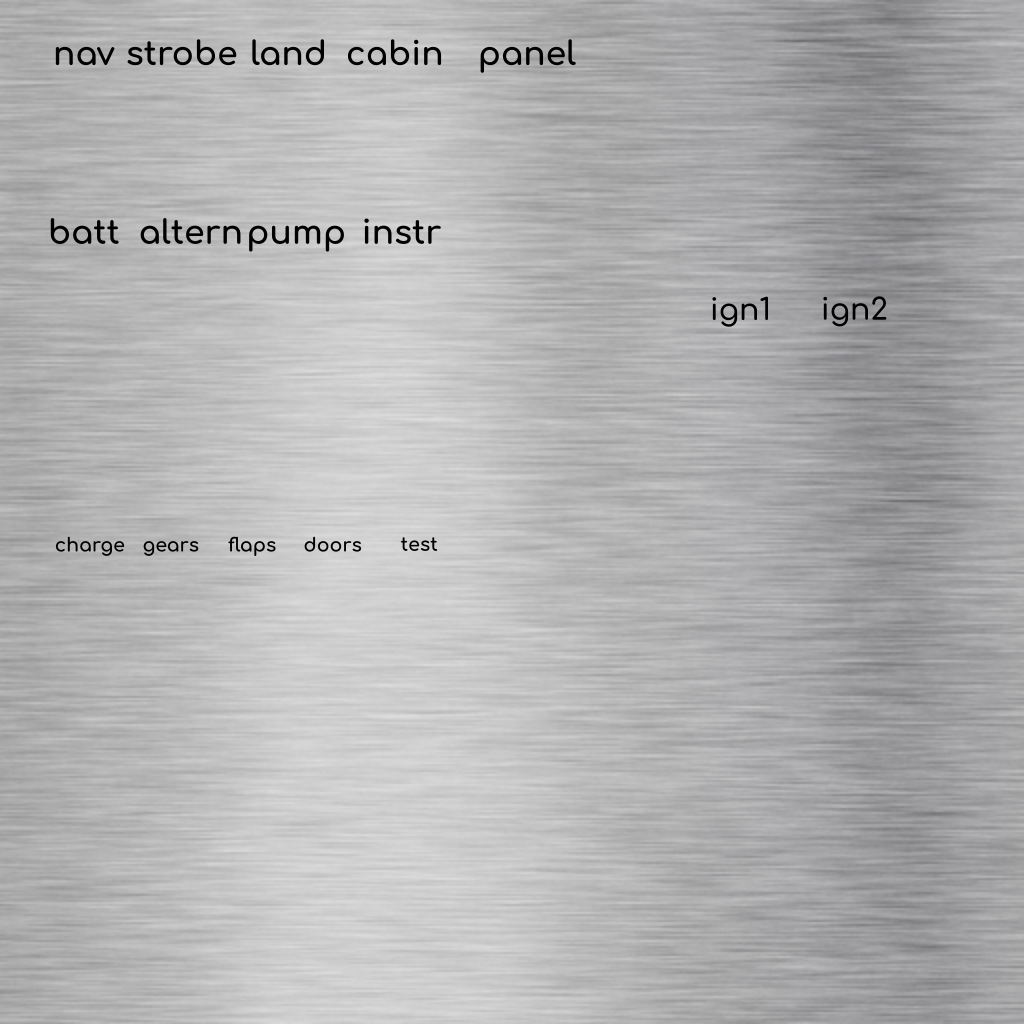 nav strobe land cabin panel
batt altern pump instr
ign1 ign2
charge gears flaps doors test